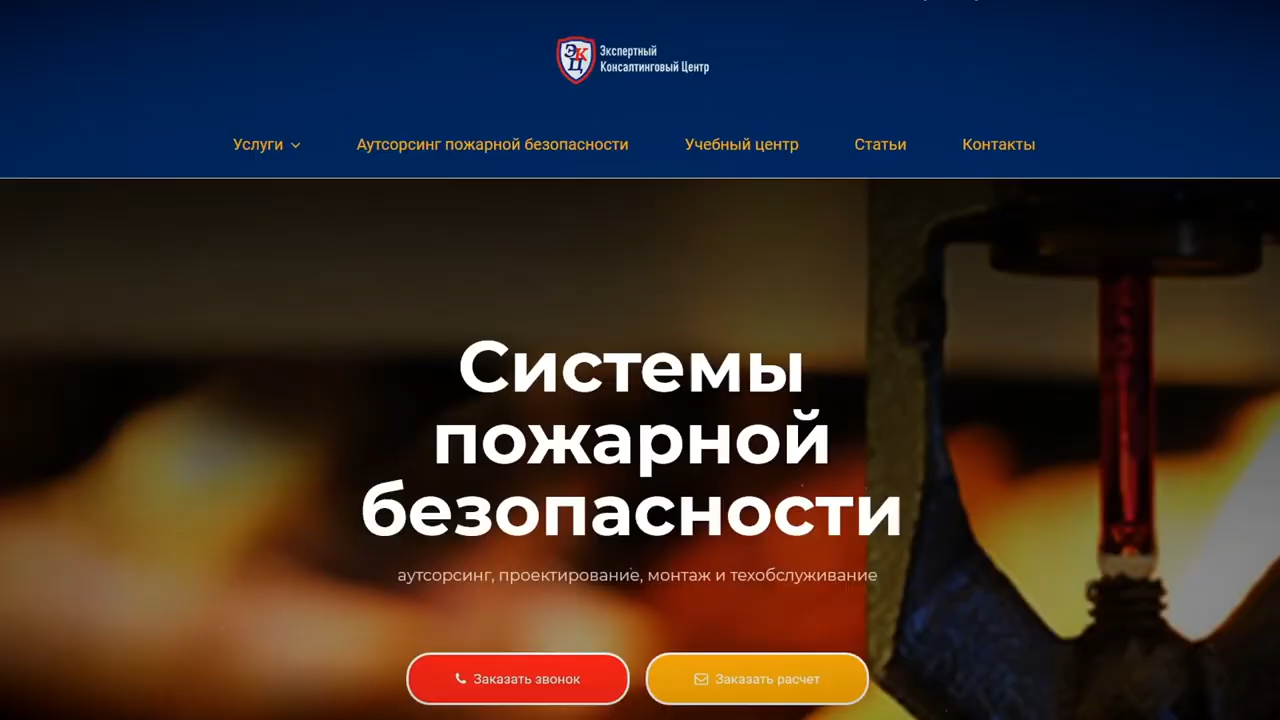 ЭКЦ
Экспертный
Консалтинговый Центр
Услуги
Аутсорсинг пожарной безопасности
Учебный центр
Статьи
Контакты
Системы
пожарной
безопасности
аутсорсинг, проектирование, монтаж и техобслуживание
Заказать звонок
Заказать расчет